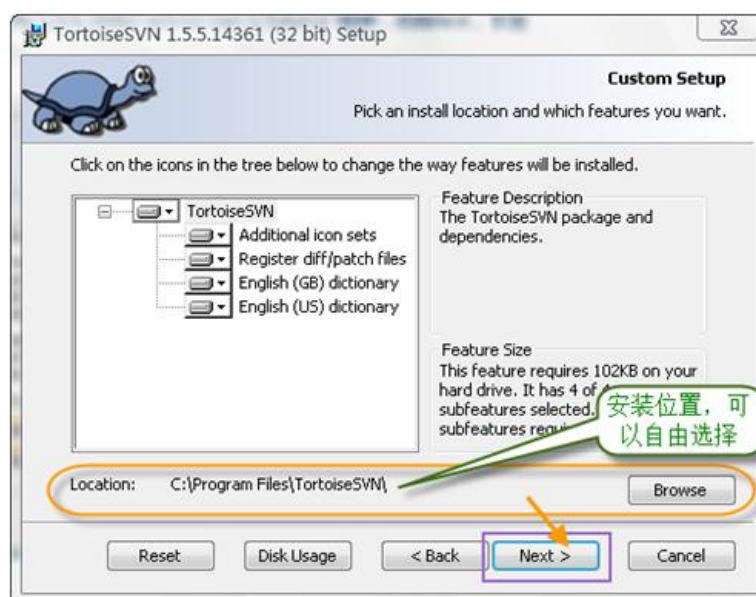 TortoiseSVN 1.5.5.14361 (32 bit) Setup
Custom Setup
Pick an install location and which features you want.
Click on the icons in the tree below to change the way features will be installed.
TortoiseSVN
Additional icon sets
Register diff/patch files
English (GB) dictionary
English (US) dictionary
Feature Description
The TortoiseSVN package and
dependencies.
Feature Size
This feature requires 102KB on your
hard drive. It has 4 of
subfeatures selected.
subfeatures
安装位置，可
以自由选择
Location: C:\Program Files\TortoiseSVN\
Browse
Reset Disk Usage < Back Next > Cancel